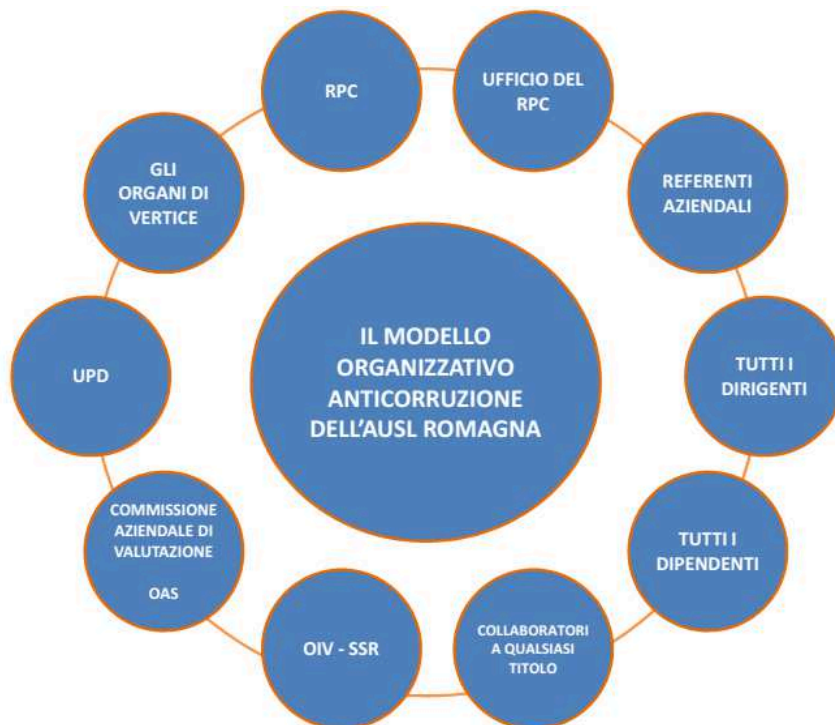 RPC
UFFICIO DEL
RPC
REFERENTI
AZIENDALI
TUTTI I
DIRIGENTI
TUTTI I
DIPENDENTI
COLLABORATORI
A QUALSIASI
TITOLO
OIV - SSR
COMMISSIONE
AZIENDALE DI
VALUTAZIONE
OAS
UPD
GLI
ORGANI DI
VERTICE
IL MODELLO
ORGANIZZATIVO
ANTICORRUZIONE
DELL'AUSL ROMAGNA